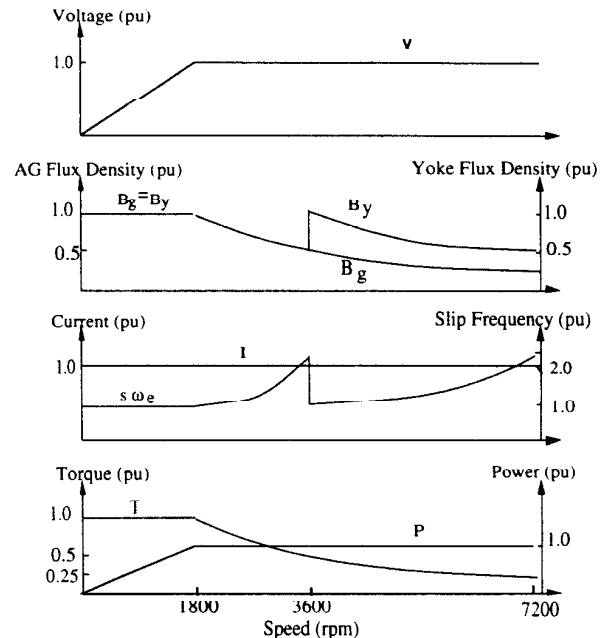 Voltage (pu)
V
1.0
AG Flux Density (pu)
Yoke Flux Density (pu)
Bg=By
By
1.0
1.0
0.5
0.5
Bg
Current (pu)
Slip Frequency (pu)
I
1.0
2.0
sωe
1.0
Torque (pu)
Power (pu)
T
1.0
P
1.0
0.5
0.25
1800
3600
7200
Speed (rpm)